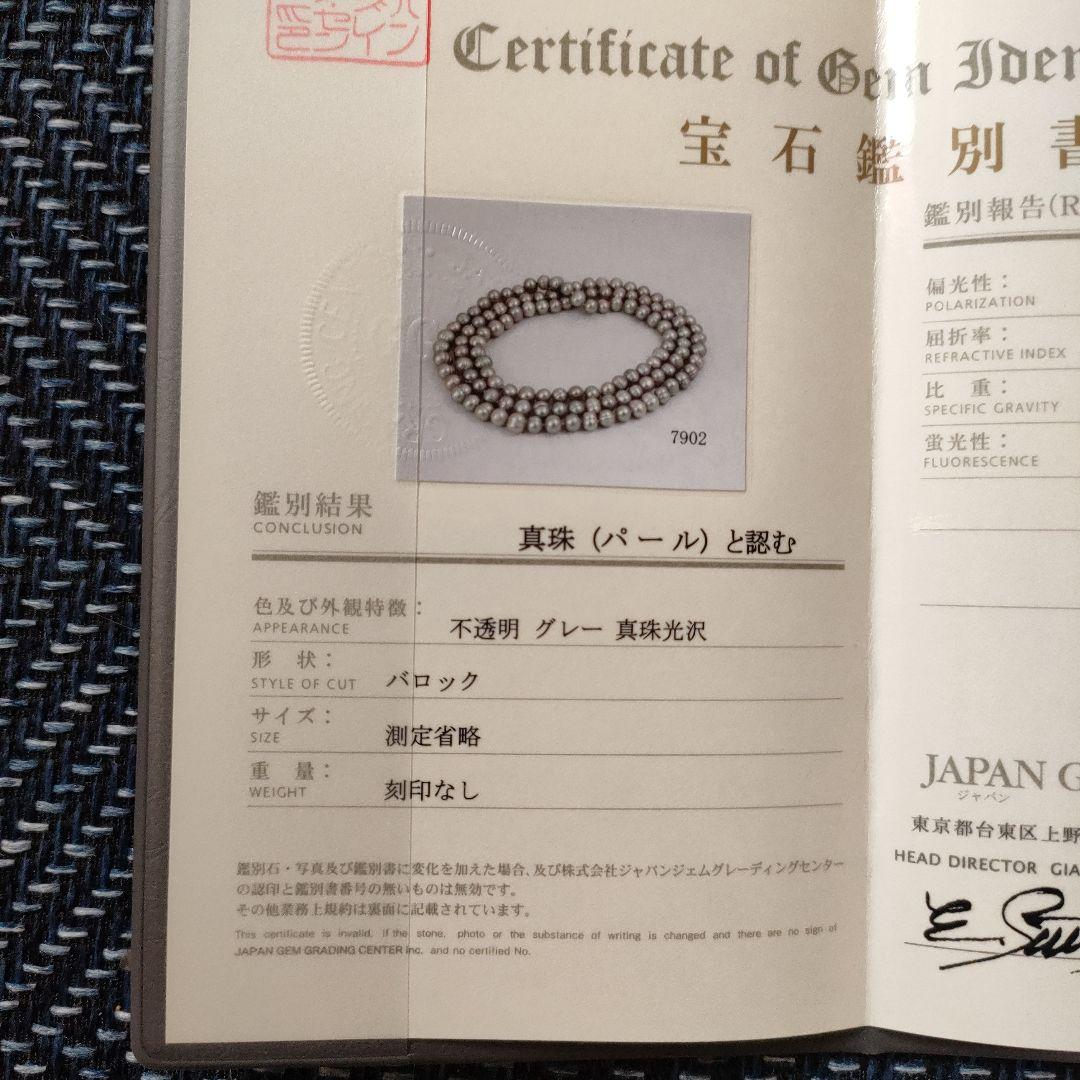 Certificate of Gem Iden
宝石鑑別書
7902
鑑別結果
CONCLUSION
真珠（パール）と認む
色及び外観特徴：
APPEARANCE
不透明 グレー 真珠光沢
形 状：
STYLE OF CUT
バロック
サイズ：
SIZE
測定省略
重 量：
WEIGHT
刻印なし
鑑別石・写真及び鑑別書に変化を加えた場合、及び株式会社ジャパンジェムグレーディングセンター
の認印と鑑別書番号の無いものは無効です。
その他業務上規約は裏面に記載されています。
This certificate is invalid, if the stone, photo or the substance of writing is changed and there are no sign of
JAPAN GEM GRADING CENTER Inc. and no certified No.
鑑別報告(R
偏光性：
POLARIZATION
屈折率：
REFRACTIVE INDEX
比 重：
SPECIFIC GRAVITY
蛍光性：
FLUORESCENCE
JAPAN G
ジャパン
東京都台東区上野
HEAD DIRECTOR GIA